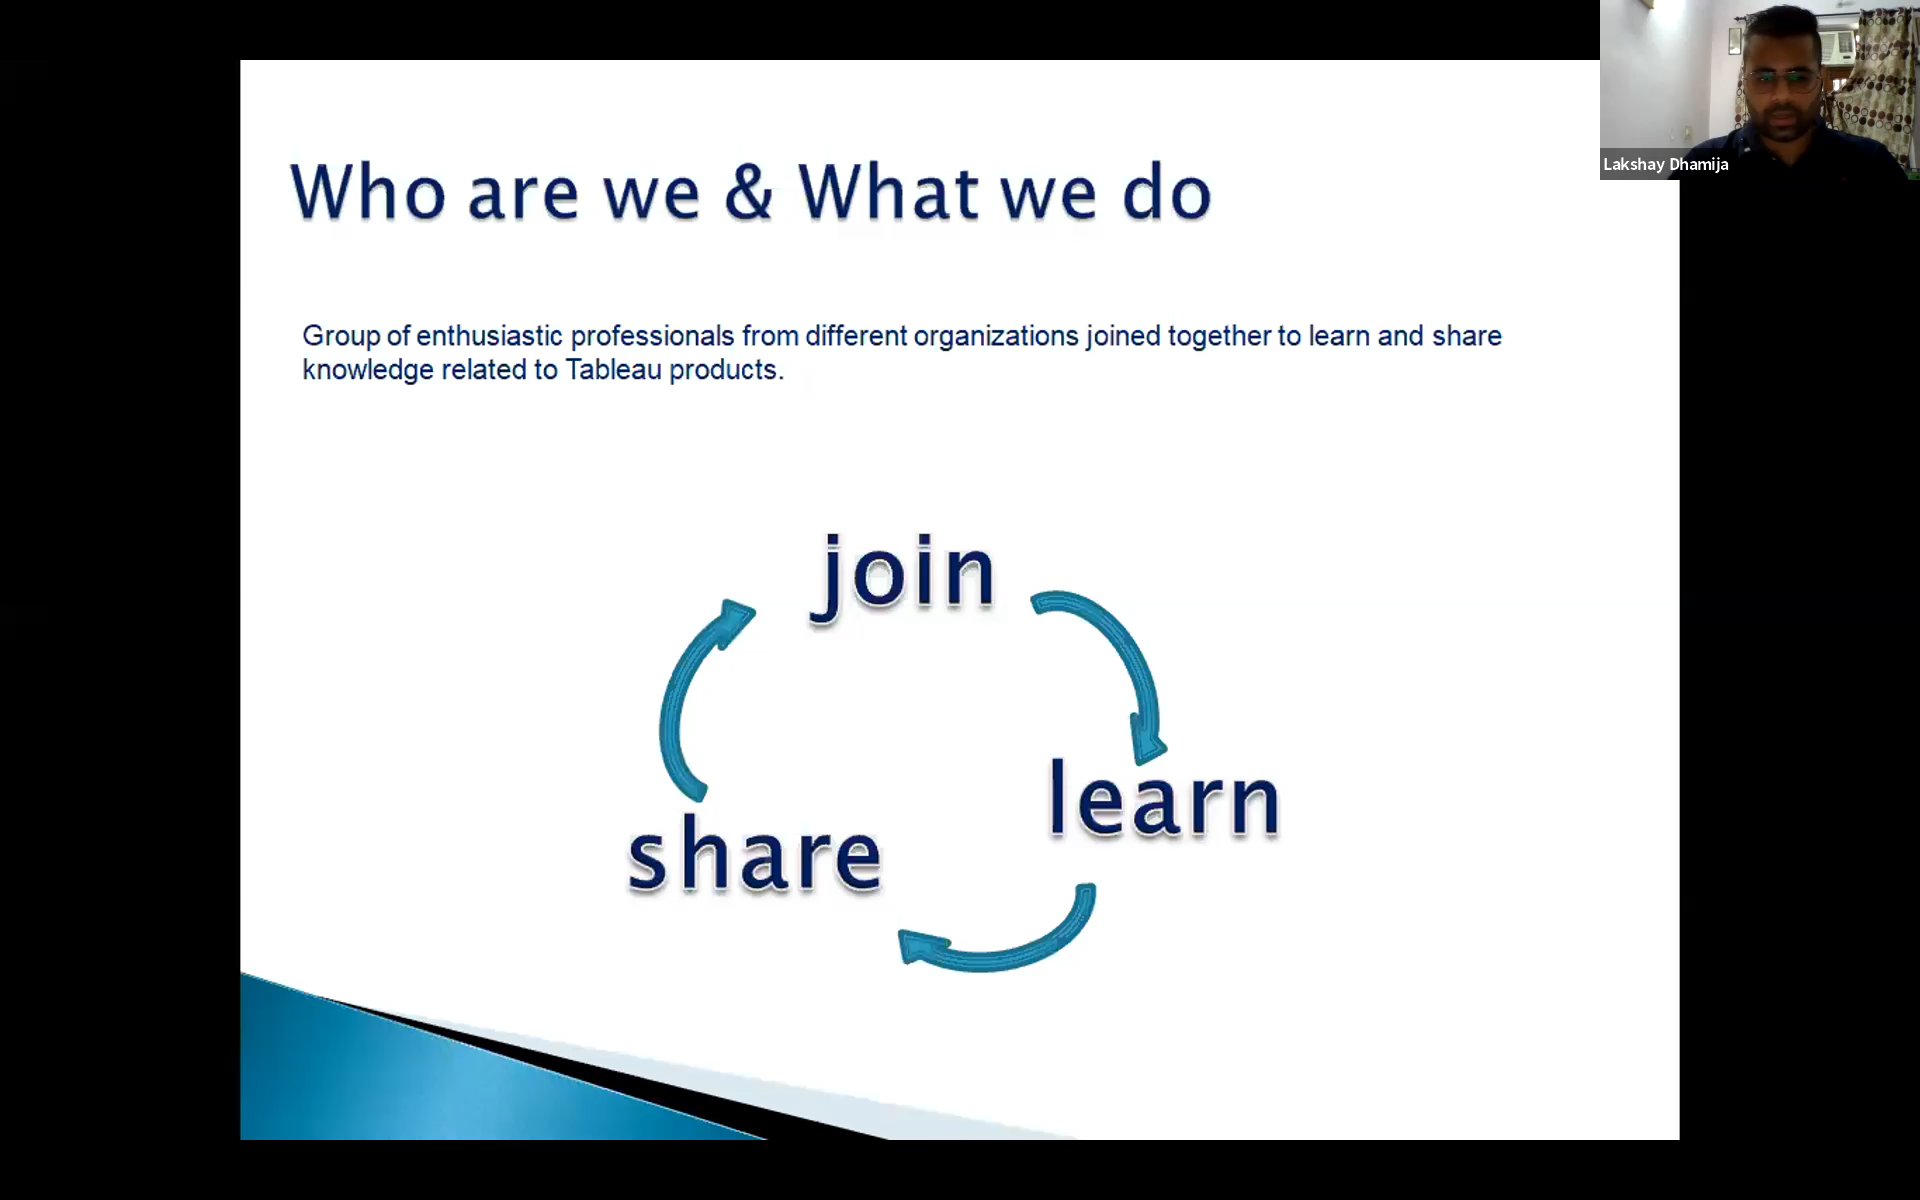 Lakshay Dhamija
Who are we & What we do
Group of enthusiastic professionals from different organizations joined together to learn and share
knowledge related to Tableau products.
join
learn
share